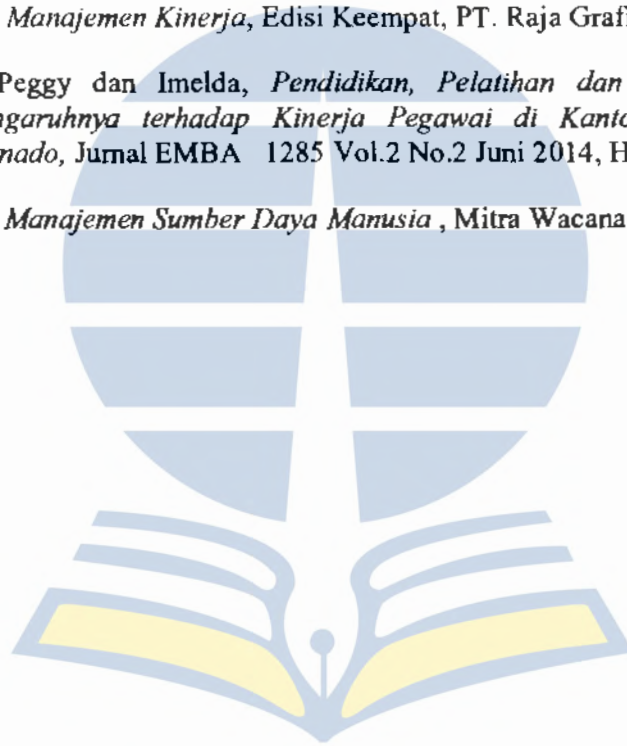 Manajemen Kinerja, Edisi Keempat, PT. Raja Graf
Peggy dan Imelda, Pendidikan, Pelatihan dan
ngaruhnya terhadap Kinerja Pegawai di Kanto
nado, Jurnal EMBA 1285 Vol.2 No.2 Juni 2014, H
Manajemen Sumber Daya Manusia , Mitra Wacana